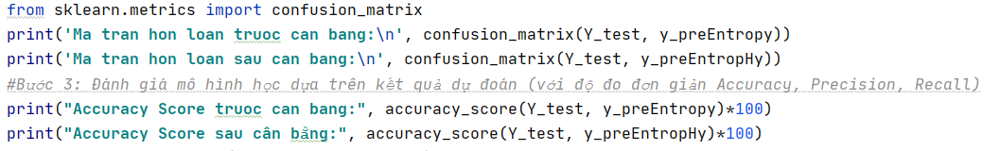 from sklearn.metrics import confusion_matrix
print('Ma tran hon loan truoc can bang:\n', confusion_matrix(Y_test, y_preEntropy))
print('Ma tran hon loan sau can bang:\n', confusion_matrix(Y_test, y_preEntropHy))
#Bước 3: Đánh giá mô hình học dựa trên kết quả dự đoán (với độ đo đơn giản Accuracy, Precision, Recall)
print("Accuracy Score truoc can bang:", accuracy_score(Y_test, y_preEntropy)*100)
print("Accuracy Score sau cân bằng:", accuracy_score(Y_test, y_preEntropHy)*100)